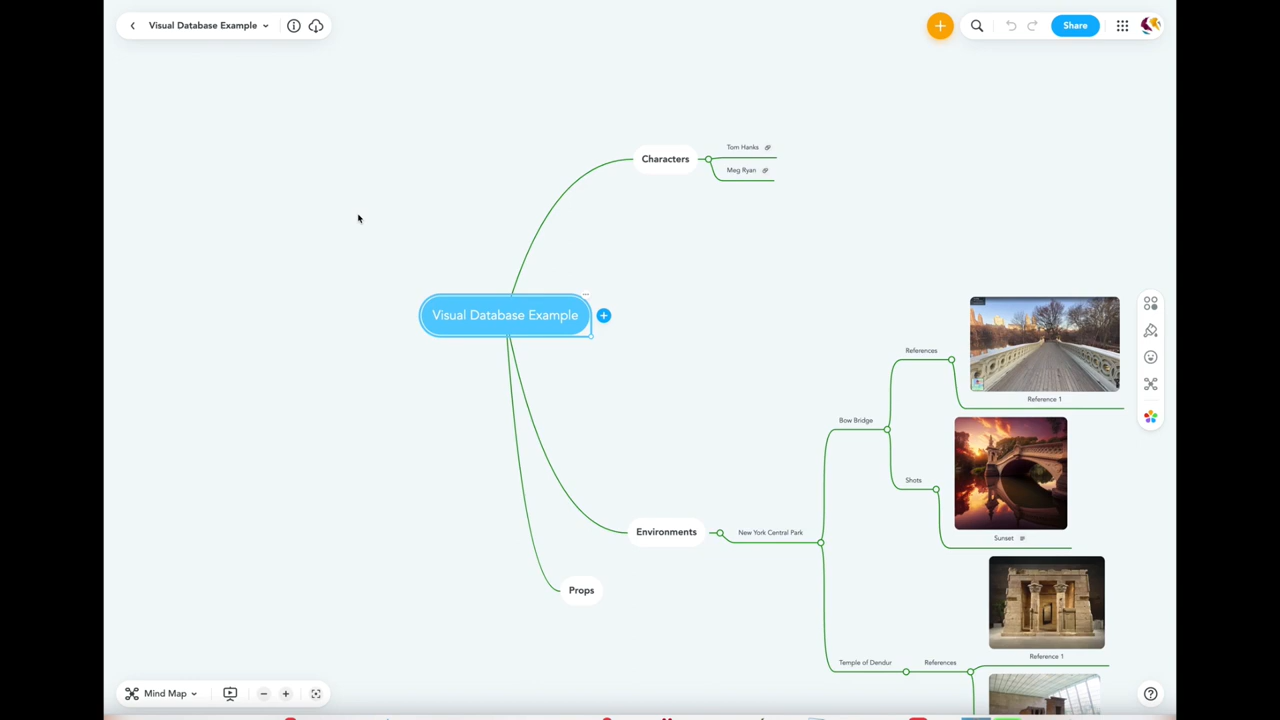 Visual Database Example
Share
Tom Hanks
Characters
Meg Ryan
Visual Database Example
References
Reference 1
Bow Bridge
Shots
Sunset
Environments
New York Central Park
Props
Temple of Dendur
References
Reference 1
Mind Map